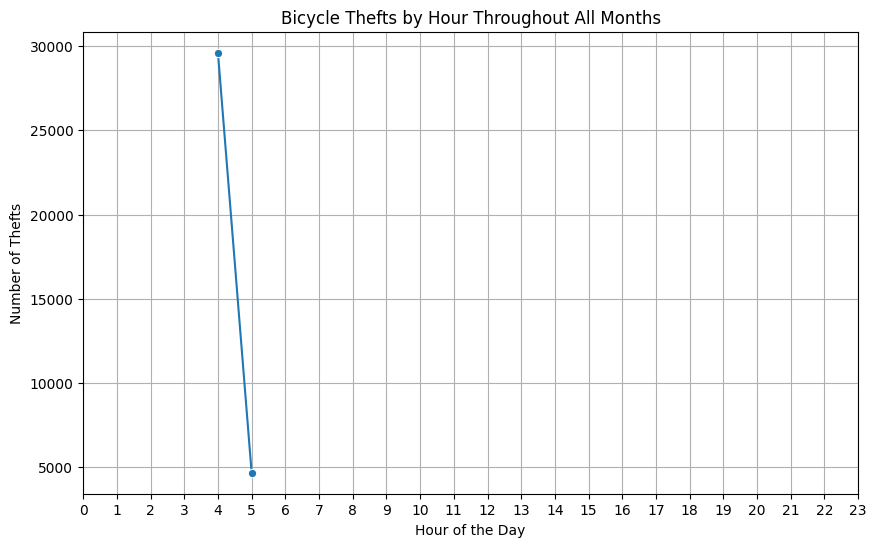 Bicycle Thefts by Hour Throughout All Months
30000
25000
20000
15000
10000
5000
Number of Thefts
0 1 2 3 4 5 6 7 8 9 10 11 12 13 14 15 16 17 18 19 20 21 22 23
Hour of the Day